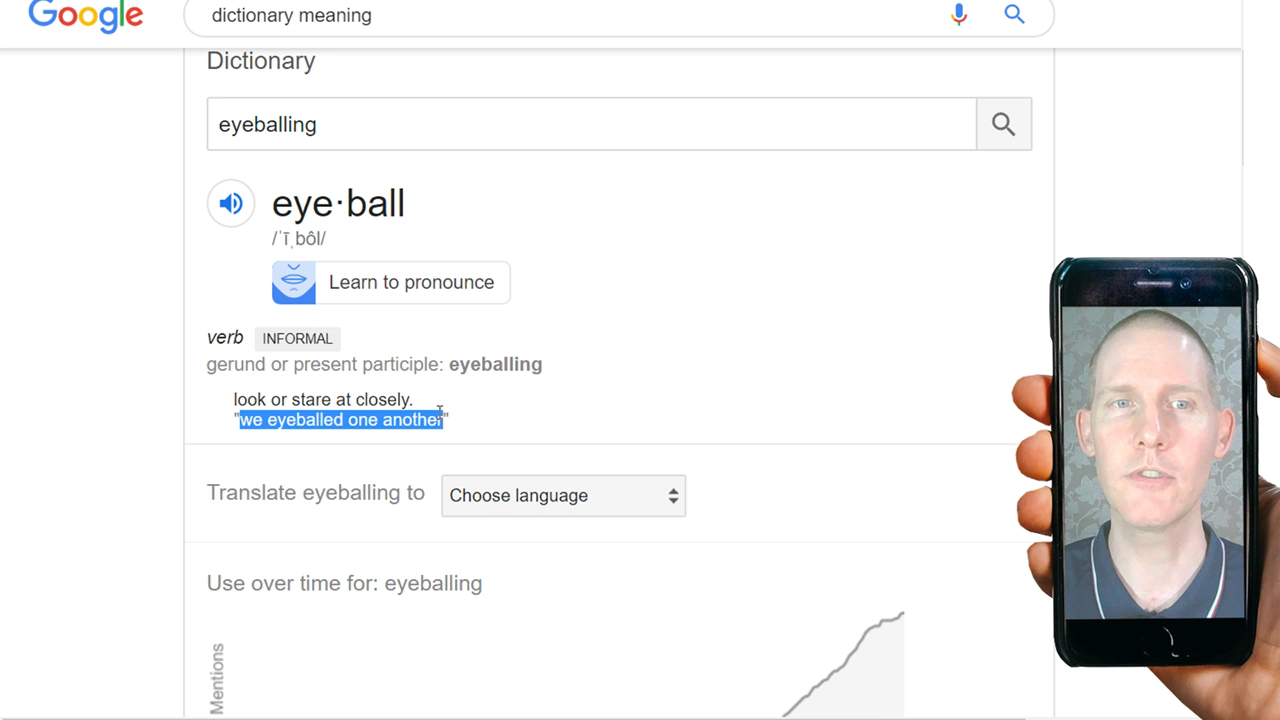 Google
dictionary meaning
Dictionary
eyeballing
eye·ball
/ˈīˌbôl/
Learn to pronounce
verb INFORMAL
gerund or present participle: eyeballing
look or stare at closely.
"we eyeballed one another"
Translate eyeballing to Choose language
Use over time for: eyeballing
Mentions